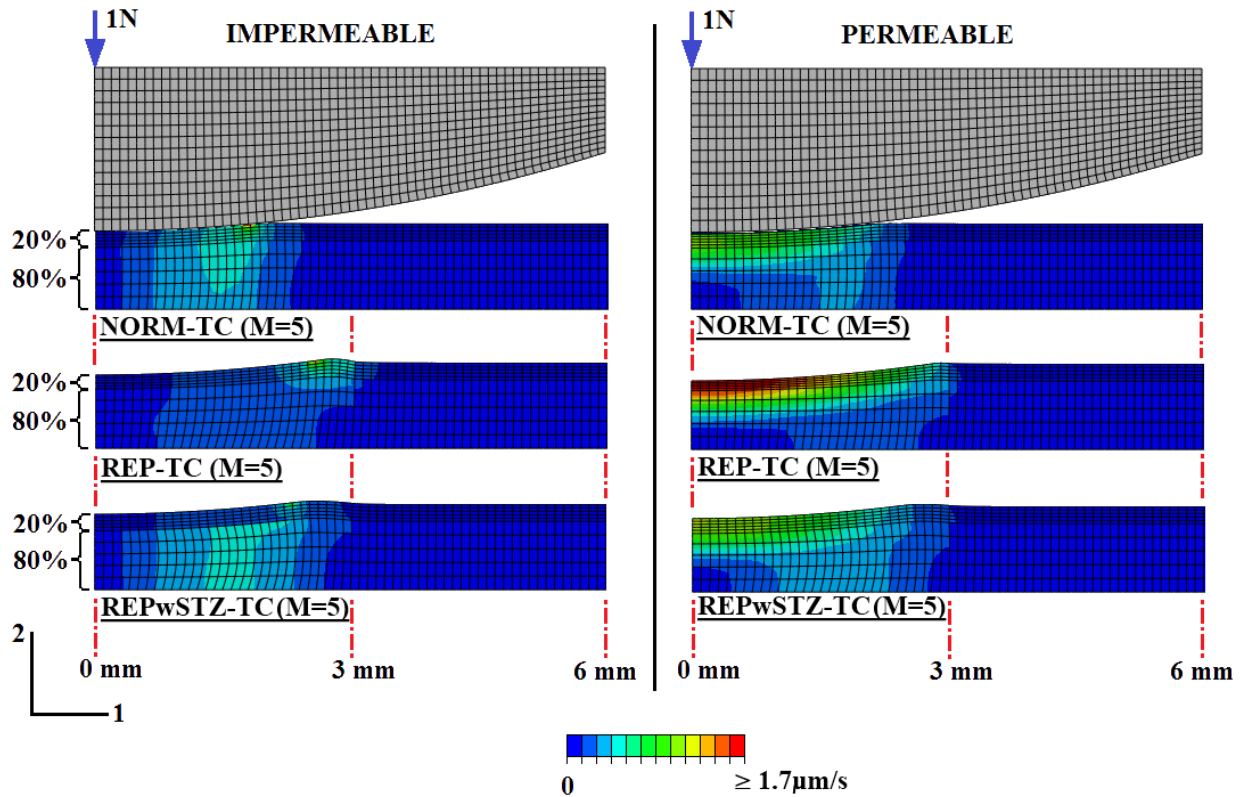 1N
IMPERMEABLE
20%
80%
NORM-TC (M=5)
20%
80%
REP-TC (M=5)
20%
80%
REPwSTZ-TC (M=5)
2
1
0 mm
3 mm
6 mm
1N
PERMEABLE
NORM-TC (M=5)
REP-TC (M=5)
REPwSTZ-TC (M=5)
0 mm
3 mm
6 mm
0
≥ 1.7µm/s